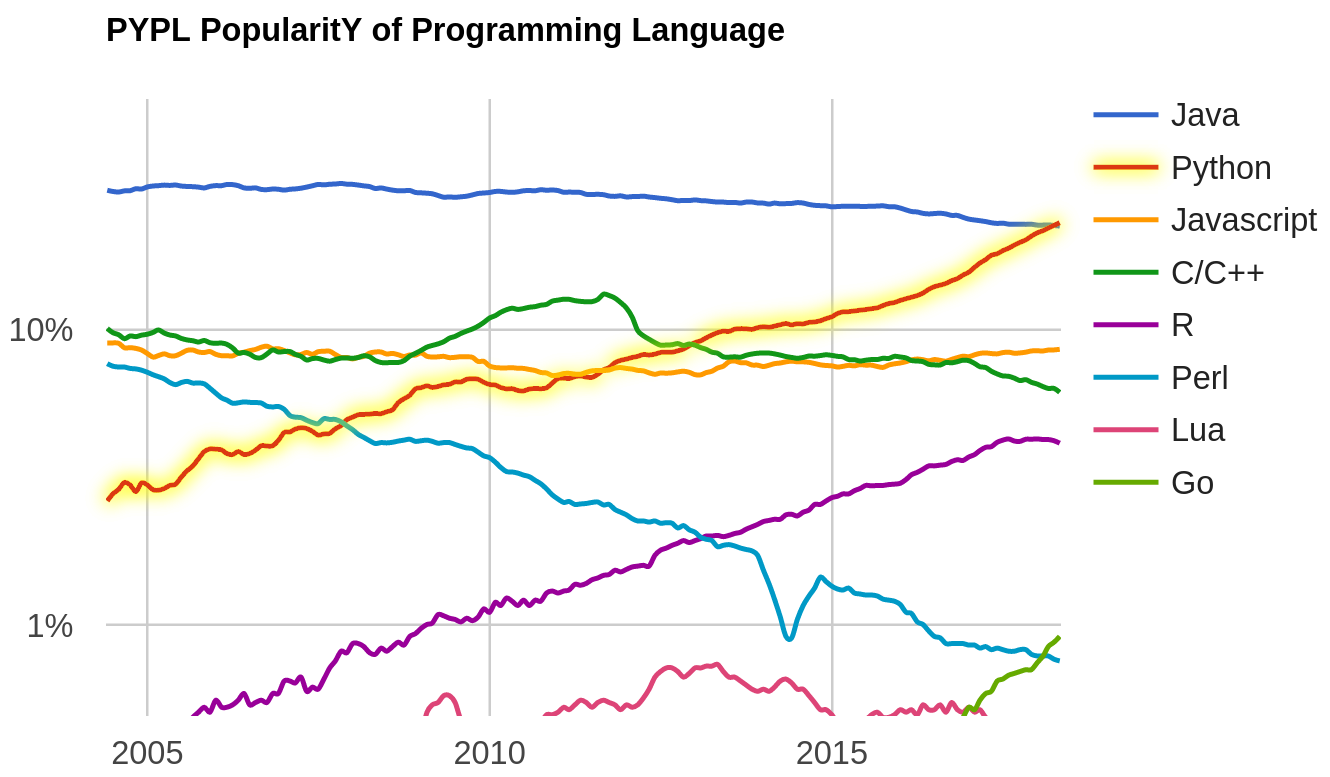 PYPL PopularitY of Programming Language
Java
Python
Javascript
C/C++
R
Perl
Lua
Go
10%
1%
2005
2010
2015